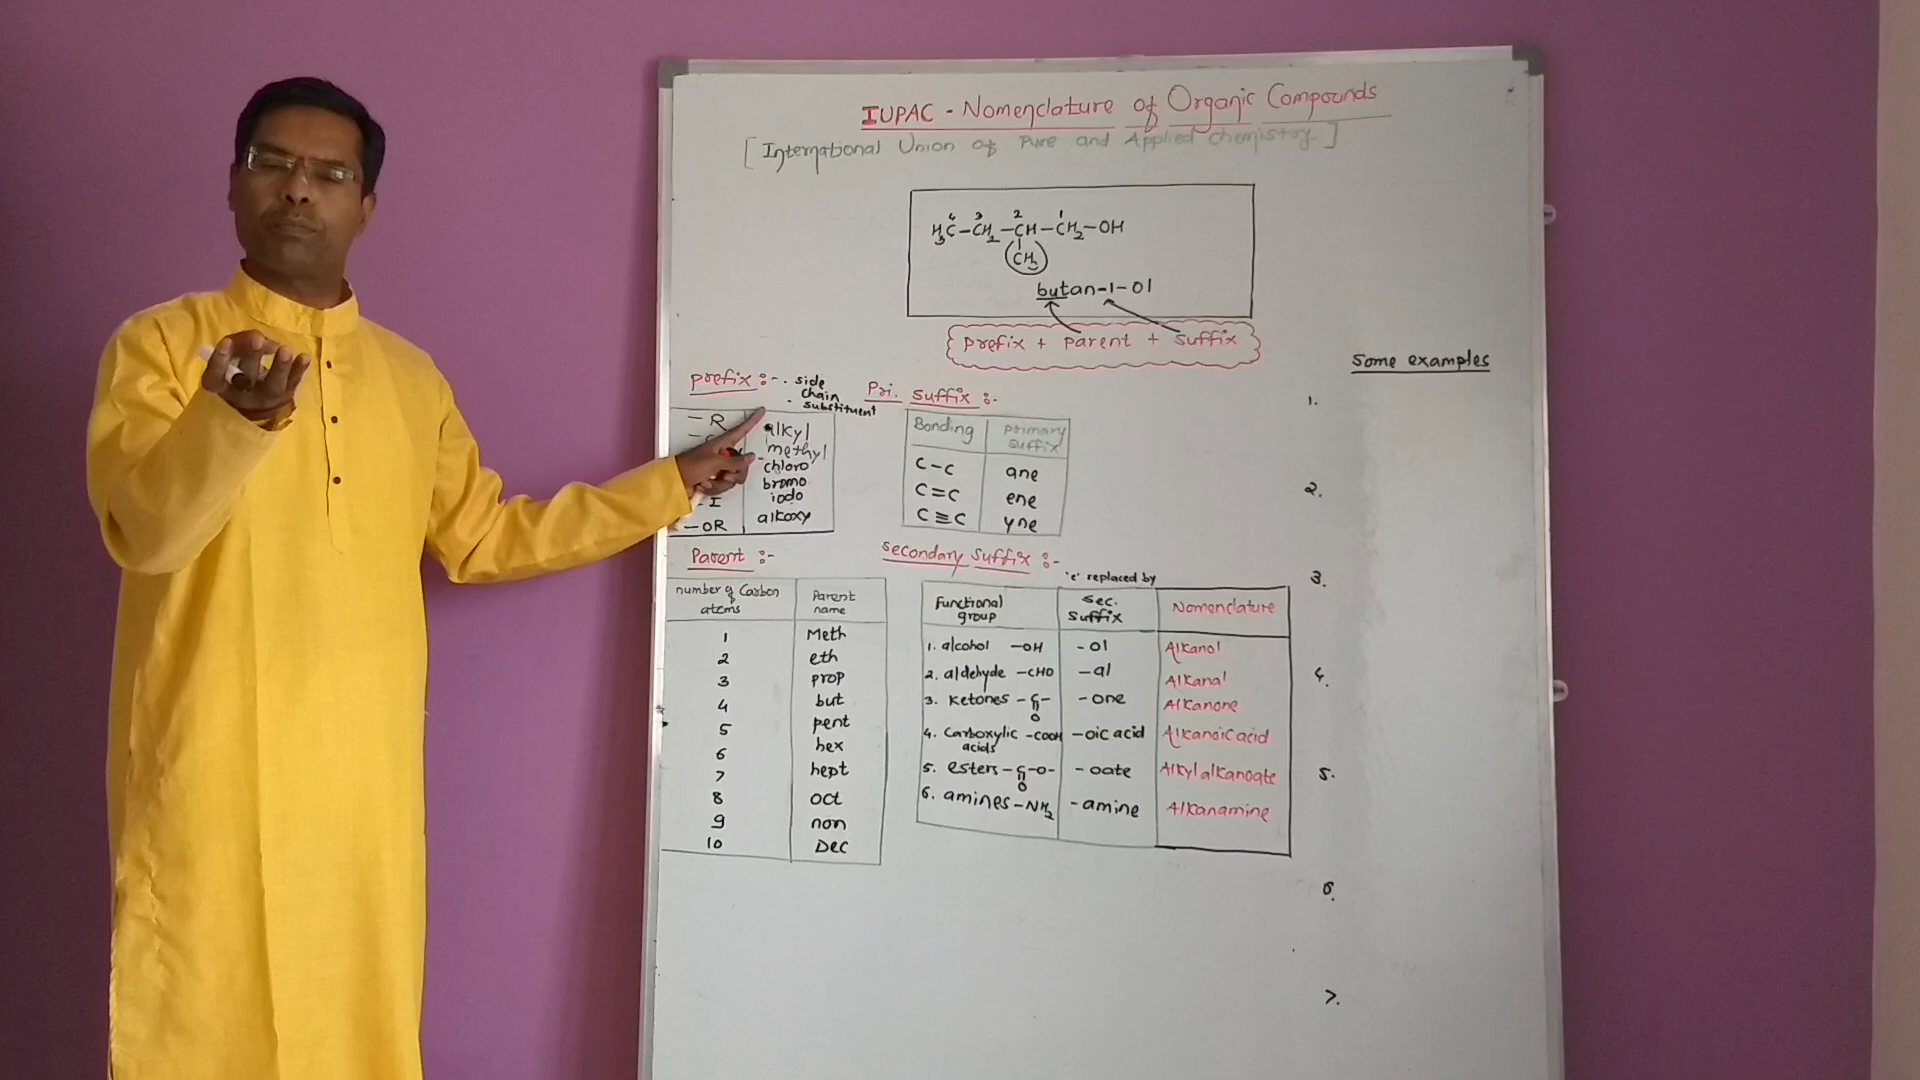 IUPAC - Nomenclature of Organic Compounds
[ International Union of Pure and Applied Chemistry ]
4 3 2 1
H3C-CH2-CH-CH2-OH
CH3
butan-1-ol
Prefix + Parent + Suffix
Some examples
Prefix :- . side chain
. substituent
- R alkyl
methyl
chloro
bromo
- I iodo
- OR alkoxy
Pri. Suffix :-
Bonding Primary Suffix
C-C ane
C=C ene
C≡C yne
Parent :-
number of Carbon atoms Parent name
1 Meth
2 eth
3 prop
4 but
5 pent
6 hex
7 hept
8 oct
9 non
10 Dec
Secondary Suffix :-
'e' replaced by
Functional group Sec. Suffix Nomenclature
1. alcohol -OH -ol Alkanol
2. aldehyde -CHO -al Alkanal
3. Ketones -C- -one Alkanone
O
4. Carboxylic acids -COOH -oic acid Alkanoic acid
5. esters -C-O- -oate Alkyl alkanoate
O
6. amines -NH2 -amine Alkanamine
1.
2.
3.
4.
5.
6.
7.